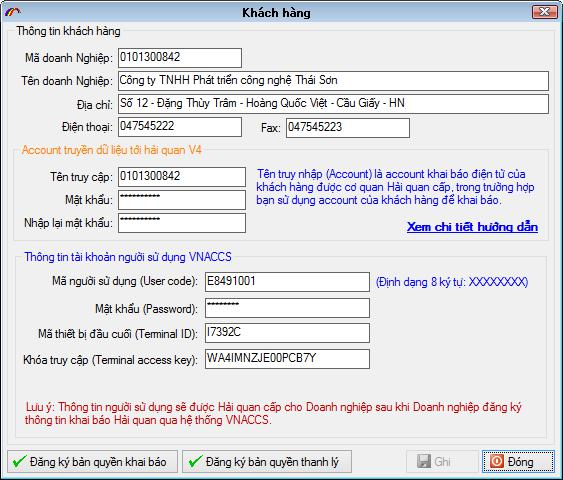 Khách hàng
Thông tin khách hàng
Mã doanh Nghiệp: 0101300842
Tên doanh Nghiệp: Công ty TNHH Phát triển công nghệ Thái Sơn
Địa chỉ: Số 12 - Đặng Thùy Trâm - Hoàng Quốc Việt - Cầu Giấy - HN
Điện thoại: 047545222 Fax: 047545223
Account truyền dữ liệu tới hải quan V4
Tên truy cập: 0101300842
Mật khẩu: **********
Nhập lại mật khẩu: **********
Tên truy nhập (Account) là account khai báo điện tử của
khách hàng được cơ quan Hải quan cấp, trong trường hợp
bạn sử dụng account của khách hàng để khai báo.
Xem chi tiết hướng dẫn
Thông tin tài khoản người sử dụng VNACCS
Mã người sử dụng (User code): E8491001 (Định dạng 8 ký tự: XXXXXXXX)
Mật khẩu (Password): ********
Mã thiết bị đầu cuối (Terminal ID): I7392C
Khóa truy cập (Terminal access key): WA4IMNZJE00PCB7Y
Lưu ý: Thông tin người sử dụng sẽ được Hải quan cấp cho Doanh nghiệp sau khi Doanh nghiệp đăng ký
thông tin khai báo Hải quan qua hệ thống VNACCS.
Đăng ký bản quyền khai báo Đăng ký bản quyền thanh lý Ghi Đóng